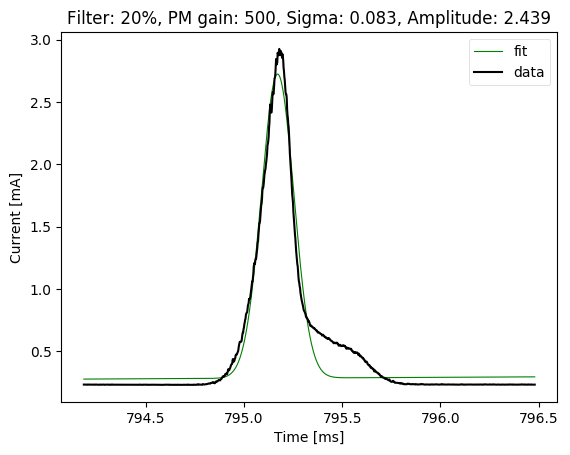 Filter: 20%, PM gain: 500, Sigma: 0.083, Amplitude: 2.439
fit
data
3.0
2.5
2.0
1.5
1.0
0.5
Current [mA]
794.5 795.0 795.5 796.0 796.5
Time [ms]